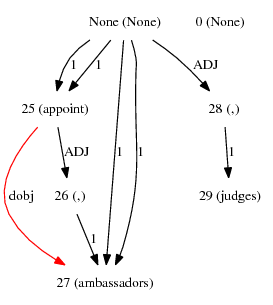 None (None)
0 (None)
1
1
ADJ
25 (appoint)
28 (,)
ADJ
1
1
1
dobj
26 (,)
29 (judges)
1
27 (ambassadors)